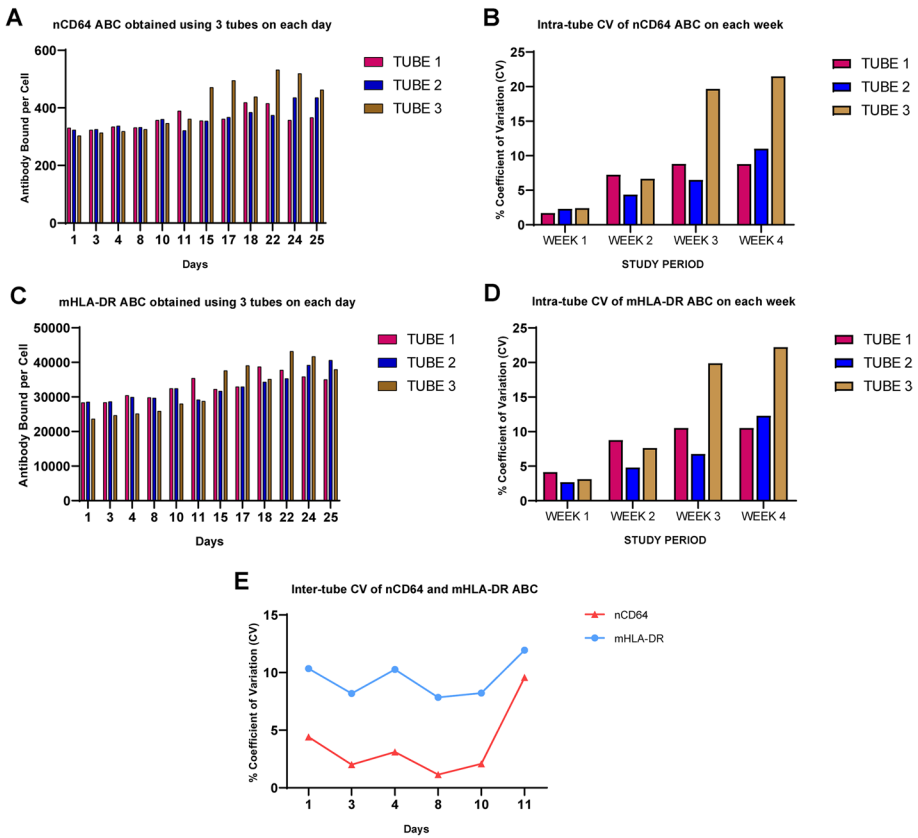 A
nCD64 ABC obtained using 3 tubes on each day
Antibody Bound per Cell
600
400
200
0
1 3 4 8 10 11 15 17 18 22 24 25
Days
TUBE 1
TUBE 2
TUBE 3
B
Intra-tube CV of nCD64 ABC on each week
% Coefficient of Variation (CV)
25
20
15
10
5
0
WEEK 1 WEEK 2 WEEK 3 WEEK 4
STUDY PERIOD
TUBE 1
TUBE 2
TUBE 3
C
mHLA-DR ABC obtained using 3 tubes on each day
Antibody Bound per Cell
50000
40000
30000
20000
10000
0
1 3 4 8 10 11 15 17 18 22 24 25
Days
TUBE 1
TUBE 2
TUBE 3
D
Intra-tube CV of mHLA-DR ABC on each week
% Coefficient of Variation (CV)
25
20
15
10
5
0
WEEK 1 WEEK 2 WEEK 3 WEEK 4
STUDY PERIOD
TUBE 1
TUBE 2
TUBE 3
E
Inter-tube CV of nCD64 and mHLA-DR ABC
% Coefficient of Variation (CV)
15
10
5
0
1 3 4 8 10 11
Days
nCD64
mHLA-DR